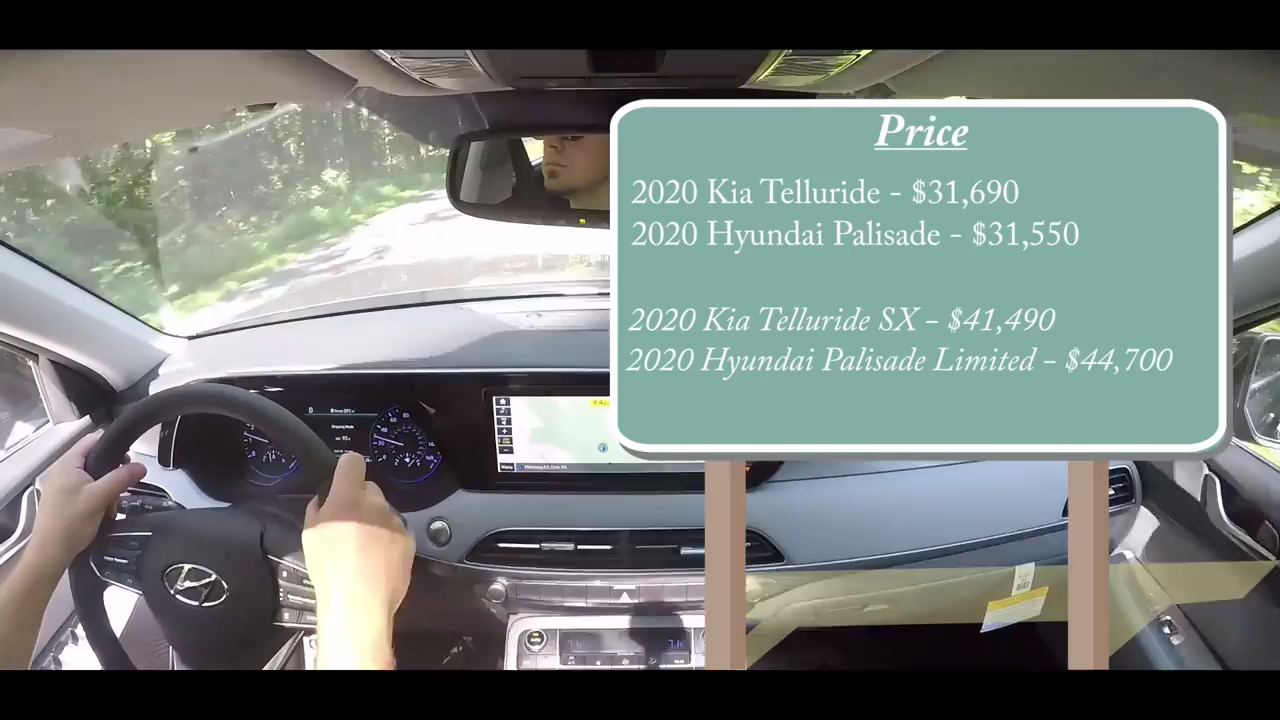 Price
2020 Kia Telluride - $31,690
2020 Hyundai Palisade - $31,550
2020 Kia Telluride SX - $41,490
2020 Hyundai Palisade Limited - $44,700